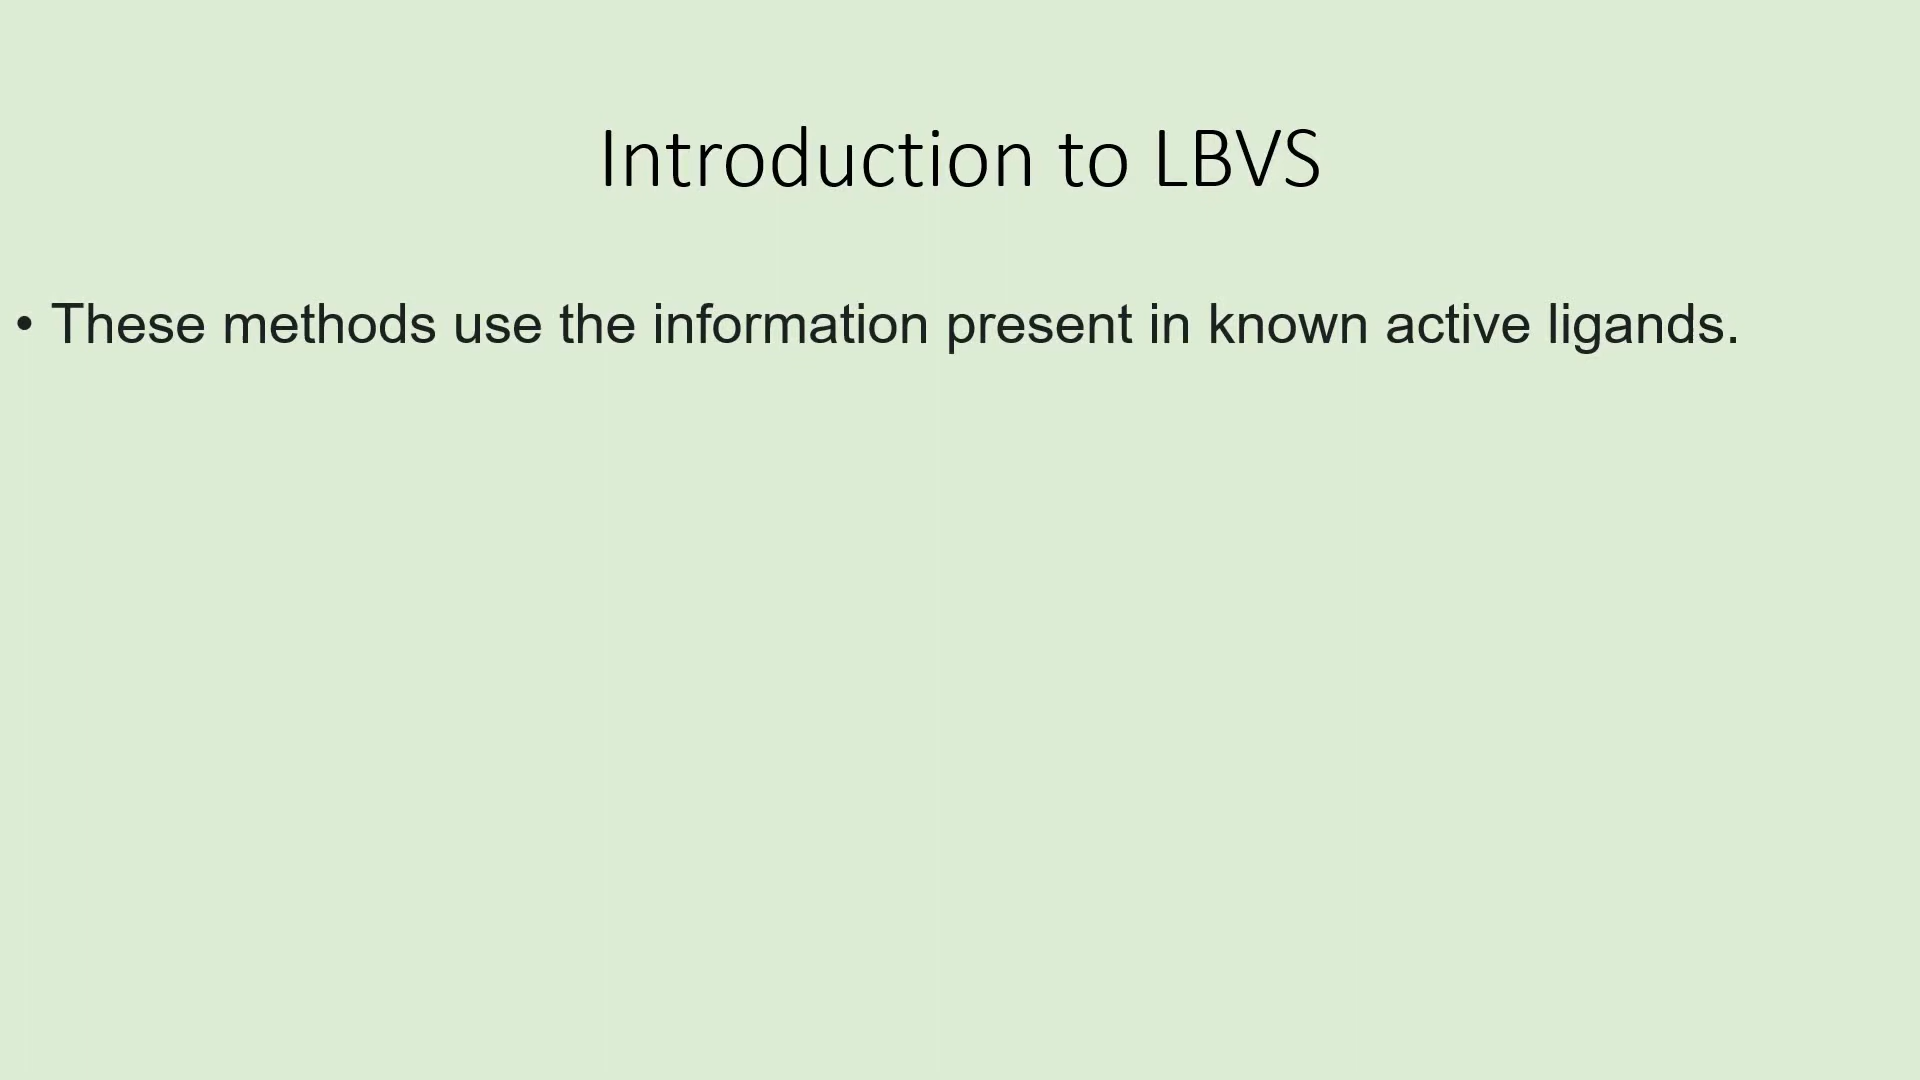 Introduction to LBVS
• These methods use the information present in known active ligands.